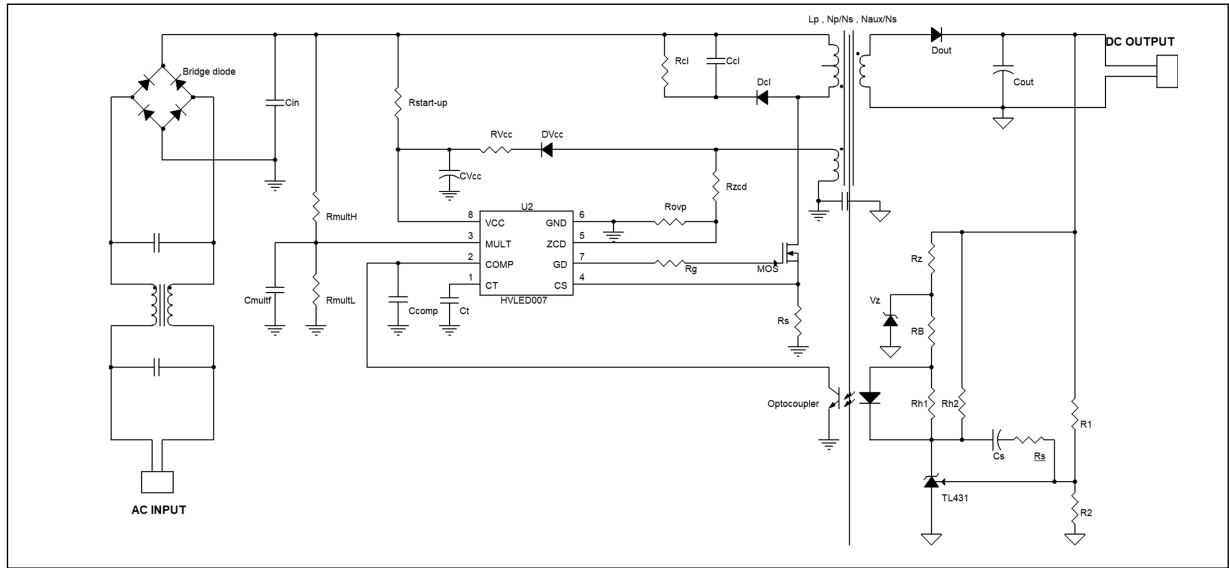 Lp , Np/Ns , Naux/Ns
DC OUTPUT
Dout
Rcl
Ccl
Cout
Bridge diode
Cin
Dcl
Rstart-up
RVcc
DVcc
CVcc
Rzcd
U2
Rovp
RmultH
8 VCC GND 6
3 MULT ZCD 5
2 COMP GD 7
1 CT CS 4
HVLED007
Rg
MOS
Rz
Cmultf
RmultL
Ccomp
Ct
Vz
Rs
RB
Optocoupler
Rh1
Rh2
R1
Cs
Rs
TL431
R2
AC INPUT